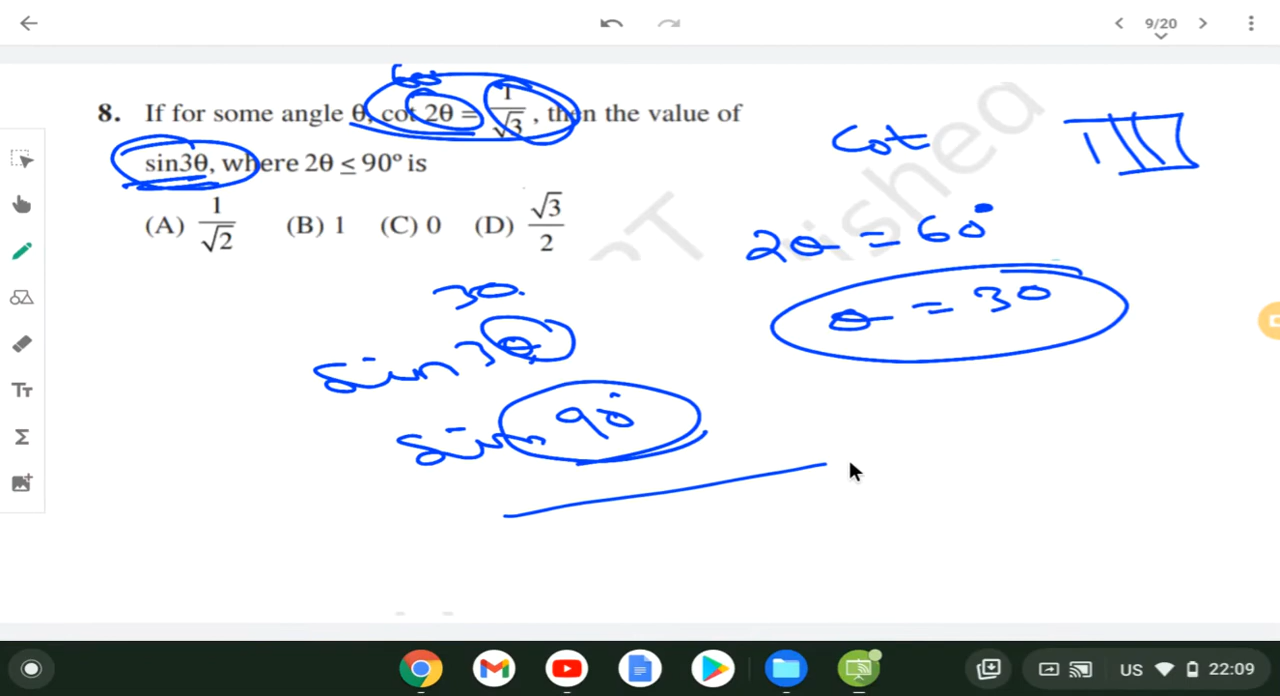 9/20
8. If for some angle θ, cot 2θ = 1/√3, then the value of
sin3θ, where 2θ ≤ 90° is
(A) 1/√2 (B) 1 (C) 0 (D) √3/2
60
cot
2θ = 60°
θ = 30
30.
sin 3θ
sin 90°
Tт
Σ
US 22:09